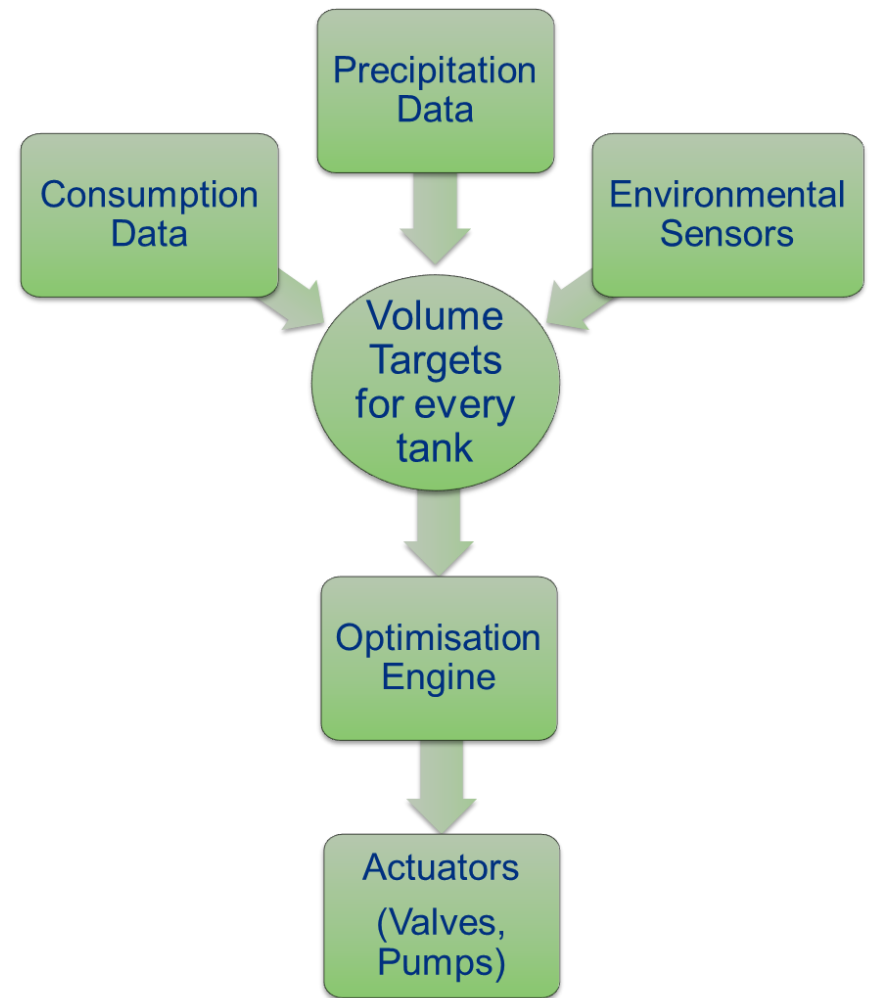 Precipitation
Data
Consumption
Data
Environmental
Sensors
Volume
Targets
for every
tank
Optimisation
Engine
Actuators
(Valves,
Pumps)